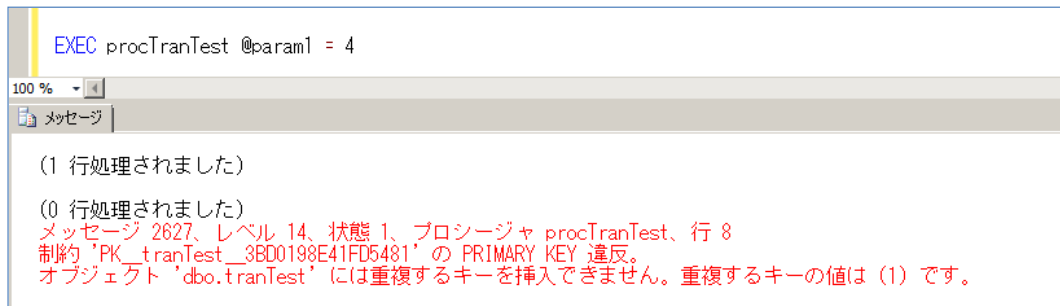 EXEC procTranTest @param1 = 4
100 %
メッセージ
(1 行処理されました)
(0 行処理されました)
メッセージ 2627、レベル 14、状態 1、プロシージャ procTranTest、行 8
制約 'PK__tranTest__3BD0198E41FD5481' の PRIMARY KEY 違反。
オブジェクト 'dbo.tranTest' には重複するキーを挿入できません。重複するキーの値は (1) です。